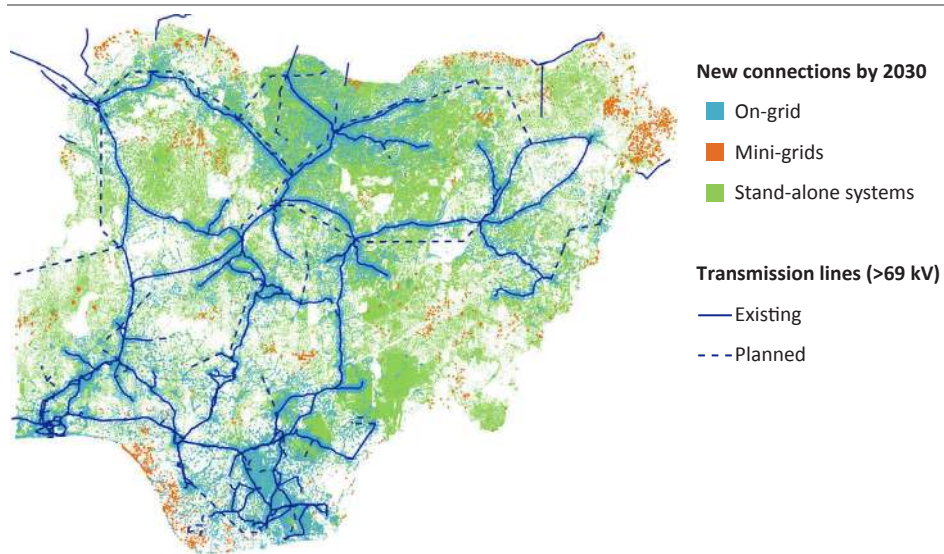 New connections by 2030
On-grid
Mini-grids
Stand-alone systems
Transmission lines (>69 kV)
Existing
Planned